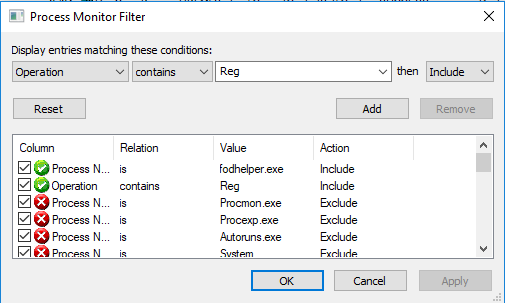 Process Monitor Filter
Display entries matching these conditions:
Operation contains Reg then Include
Reset Add Remove
Column Relation Value Action
Process N... is fodhelper.exe Include
Operation contains Reg Include
Process N... is Procmon.exe Exclude
Process N... is Procexp.exe Exclude
Process N... is Autoruns.exe Exclude
Process N... is System Exclude
OK Cancel Apply